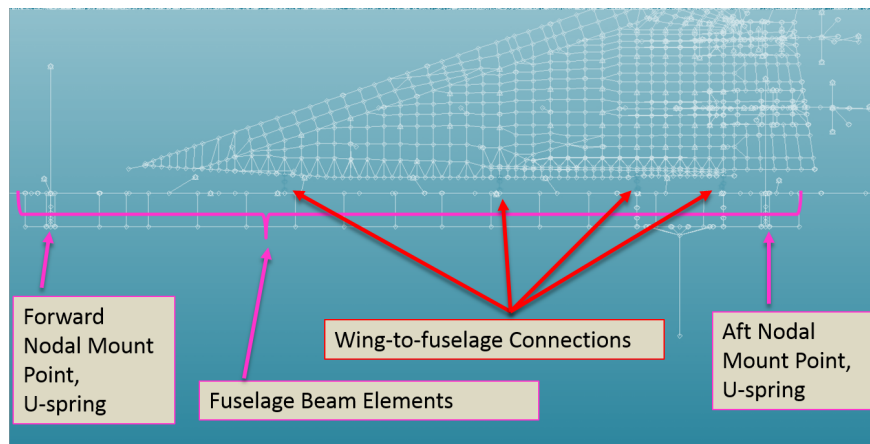 Forward
Nodal Mount
Point,
U-spring
Fuselage Beam Elements
Wing-to-fuselage Connections
Aft Nodal
Mount Point,
U-spring